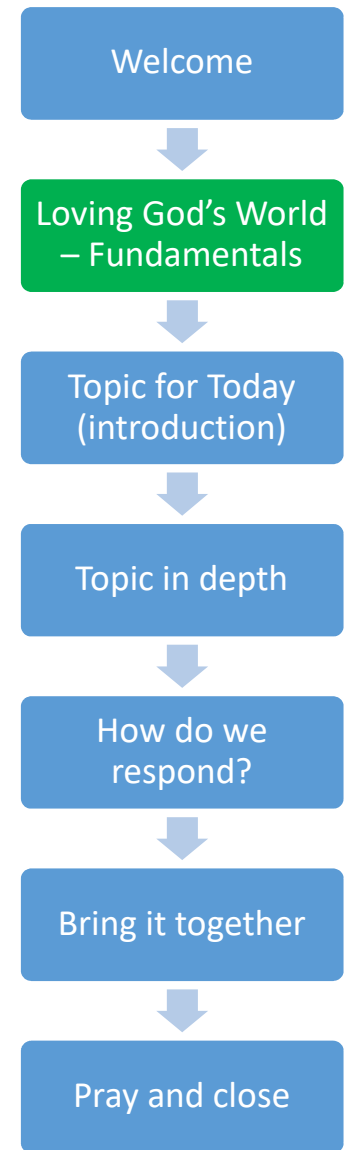 Welcome
Loving God’s World
– Fundamentals
Topic for Today
(introduction)
Topic in depth
How do we
respond?
Bring it together
Pray and close